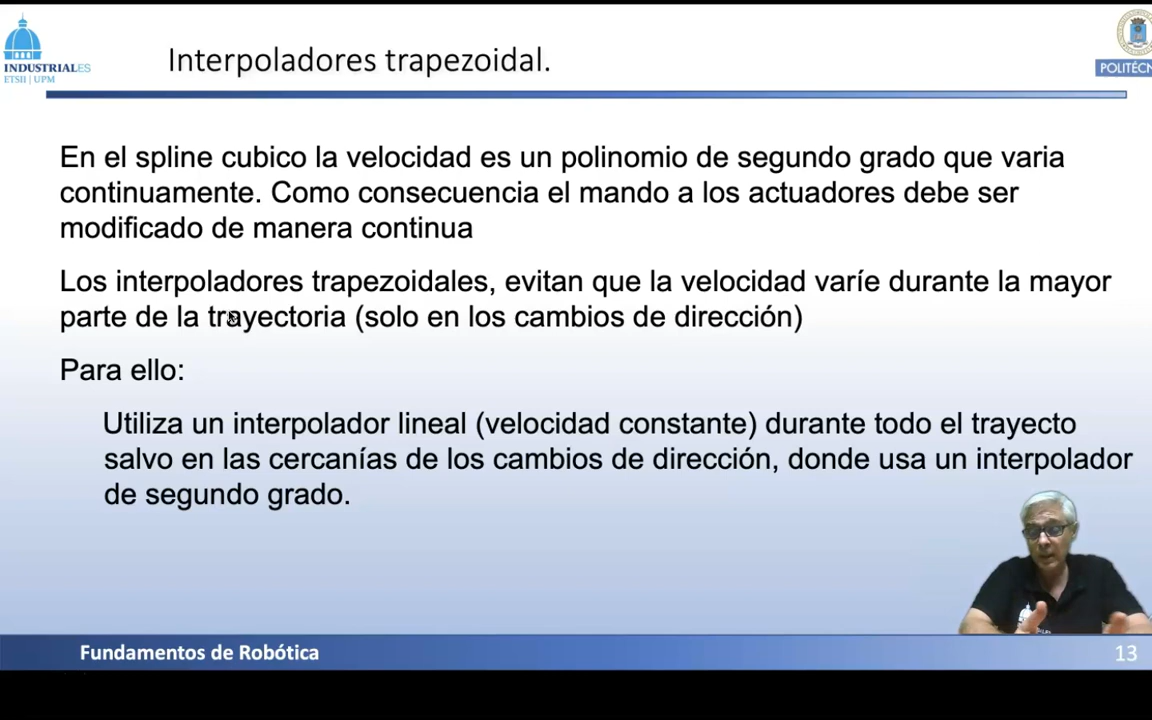 INDUSTRIALES
ETSII | UPM
Interpoladores trapezoidal.
POLITÉCN
En el spline cubico la velocidad es un polinomio de segundo grado que varia
continuamente. Como consecuencia el mando a los actuadores debe ser
modificado de manera continua
Los interpoladores trapezoidales, evitan que la velocidad varíe durante la mayor
parte de la trayectoria (solo en los cambios de dirección)
Para ello:
Utiliza un interpolador lineal (velocidad constante) durante todo el trayecto
salvo en las cercanías de los cambios de dirección, donde usa un interpolador
de segundo grado.
Fundamentos de Robótica
13